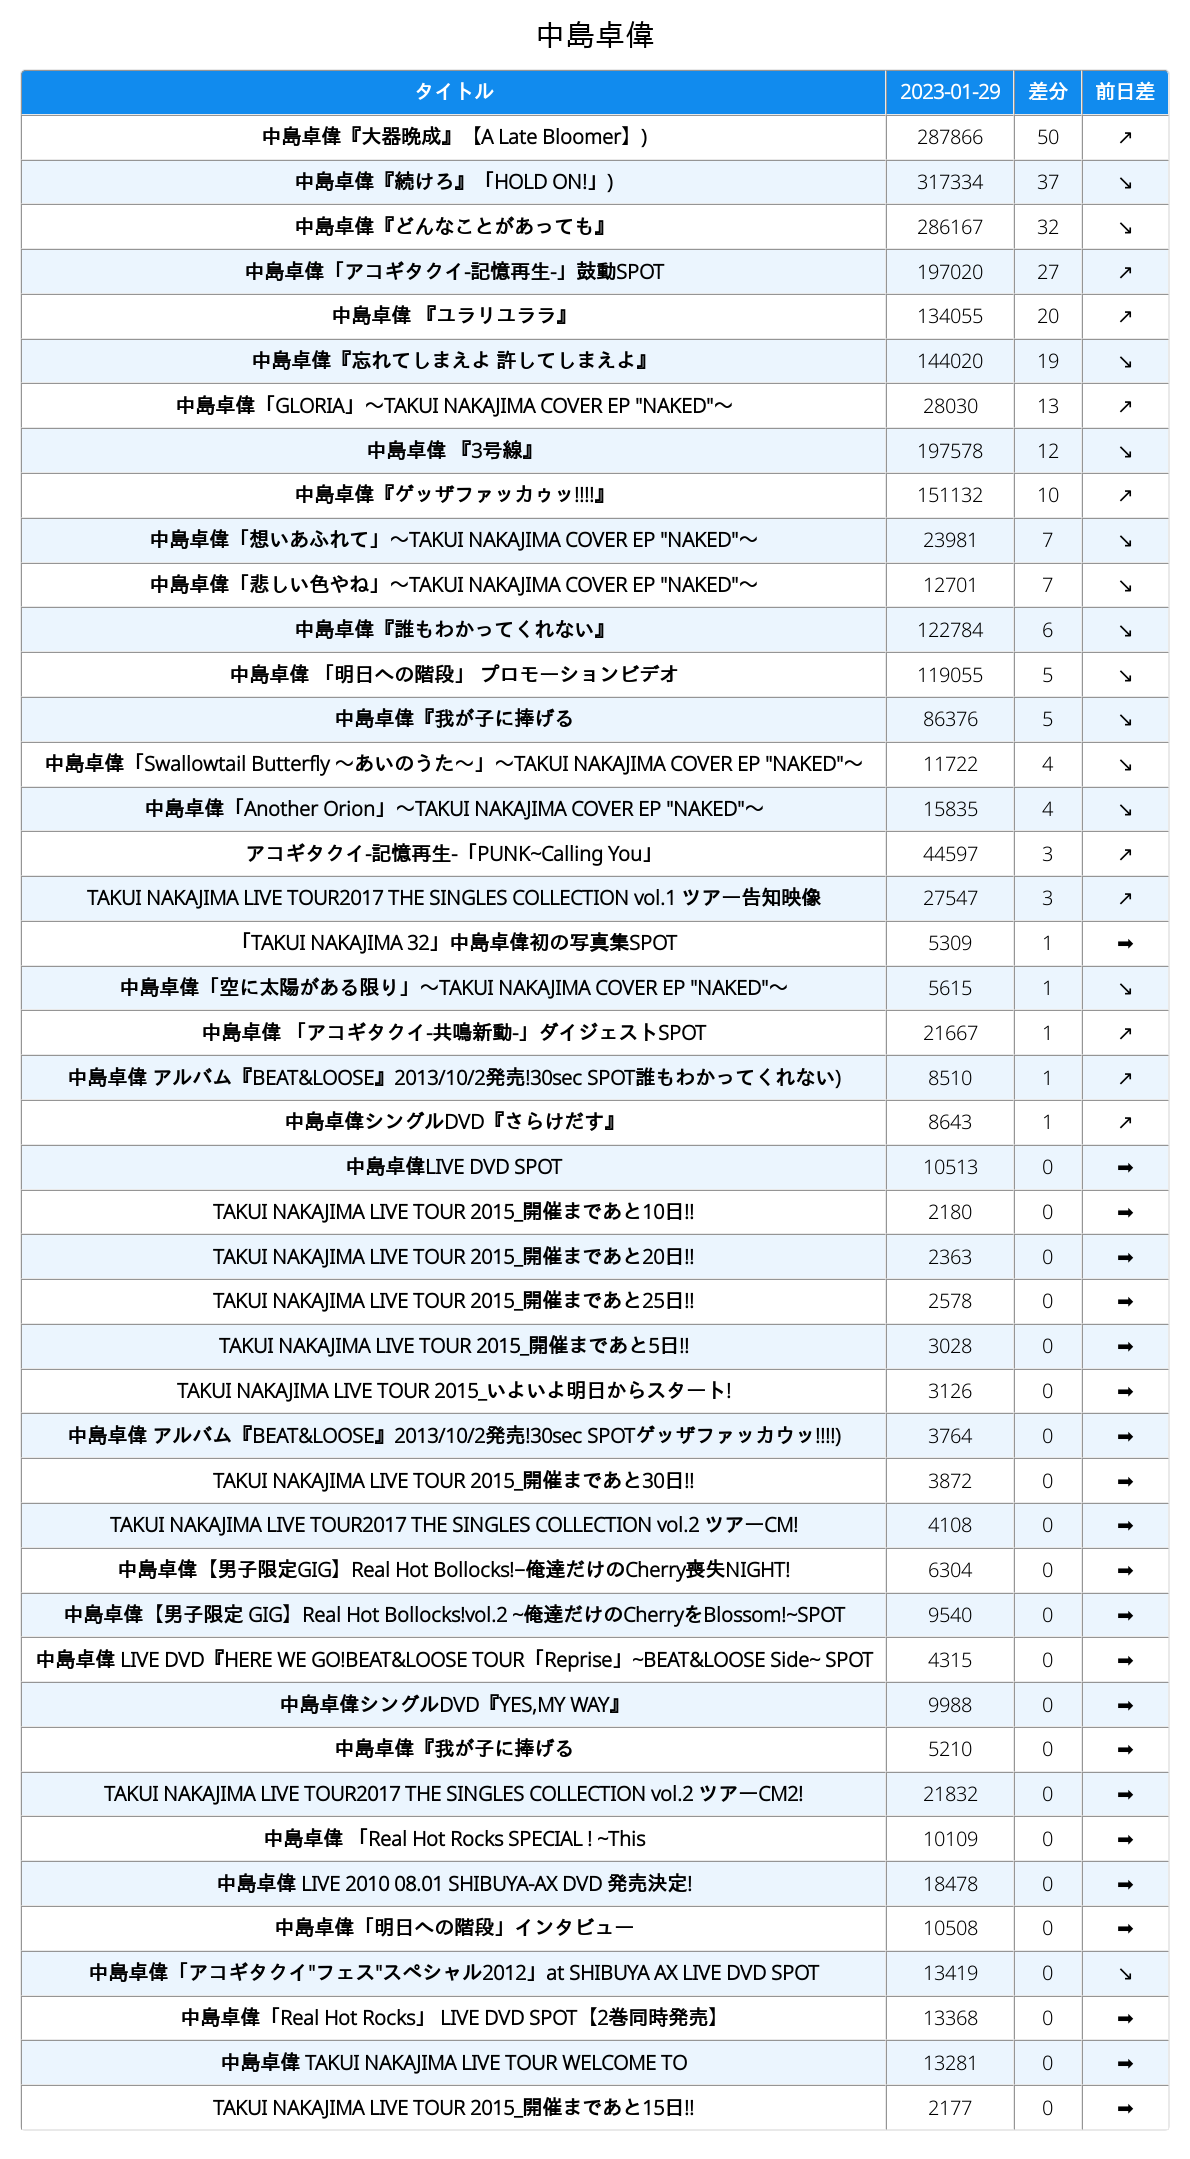 中島卓偉
タイトル 2023-01-29 差分 前日差
中島卓偉『大器晩成』【A Late Bloomer】) 287866 50 ↗
中島卓偉『続けろ』「HOLD ON!」) 317334 37 ↘
中島卓偉『どんなことがあっても』 286167 32 ↘
中島卓偉「アコギタクイ-記憶再生-」鼓動SPOT 197020 27 ↗
中島卓偉 『ユラリユララ』 134055 20 ↗
中島卓偉『忘れてしまえよ 許してしまえよ』 144020 19 ↘
中島卓偉「GLORIA」～TAKUI NAKAJIMA COVER EP "NAKED"～ 28030 13 ↗
中島卓偉 『3号線』 197578 12 ↘
中島卓偉『ゲッザファッカゥッ!!!!』 151132 10 ↗
中島卓偉「想いあふれて」～TAKUI NAKAJIMA COVER EP "NAKED"～ 23981 7 ↘
中島卓偉「悲しい色やね」～TAKUI NAKAJIMA COVER EP "NAKED"～ 12701 7 ↘
中島卓偉『誰もわかってくれない』 122784 6 ↘
中島卓偉 「明日への階段」 プロモーションビデオ 119055 5 ↘
中島卓偉『我が子に捧げる 86376 5 ↘
中島卓偉「Swallowtail Butterfly ～あいのうた～」～TAKUI NAKAJIMA COVER EP "NAKED"～ 11722 4 ↘
中島卓偉「Another Orion」～TAKUI NAKAJIMA COVER EP "NAKED"～ 15835 4 ↘
アコギタクイ-記憶再生-「PUNK~Calling You」 44597 3 ↗
TAKUI NAKAJIMA LIVE TOUR2017 THE SINGLES COLLECTION vol.1 ツアー告知映像 27547 3 ↗
「TAKUI NAKAJIMA 32」中島卓偉初の写真集SPOT 5309 1 ➡
中島卓偉「空に太陽がある限り」～TAKUI NAKAJIMA COVER EP "NAKED"～ 5615 1 ↘
中島卓偉 「アコギタクイ-共鳴新動-」ダイジェストSPOT 21667 1 ↗
中島卓偉 アルバム『BEAT&LOOSE』2013/10/2発売!30sec SPOT誰もわかってくれない) 8510 1 ↗
中島卓偉シングルDVD『さらけだす』 8643 1 ↗
中島卓偉LIVE DVD SPOT 10513 0 ➡
TAKUI NAKAJIMA LIVE TOUR 2015_開催まであと10日!! 2180 0 ➡
TAKUI NAKAJIMA LIVE TOUR 2015_開催まであと20日!! 2363 0 ➡
TAKUI NAKAJIMA LIVE TOUR 2015_開催まであと25日!! 2578 0 ➡
TAKUI NAKAJIMA LIVE TOUR 2015_開催まであと5日!! 3028 0 ➡
TAKUI NAKAJIMA LIVE TOUR 2015_いよいよ明日からスタート! 3126 0 ➡
中島卓偉 アルバム『BEAT&LOOSE』2013/10/2発売!30sec SPOTゲッザファッカウッ!!!!) 3764 0 ➡
TAKUI NAKAJIMA LIVE TOUR 2015_開催まであと30日!! 3872 0 ➡
TAKUI NAKAJIMA LIVE TOUR2017 THE SINGLES COLLECTION vol.2 ツアーCM! 4108 0 ➡
中島卓偉【男子限定GIG】Real Hot Bollocks!–俺達だけのCherry喪失NIGHT! 6304 0 ➡
中島卓偉【男子限定 GIG】Real Hot Bollocks!vol.2 ~俺達だけのCherryをBlossom!~SPOT 9540 0 ➡
中島卓偉 LIVE DVD『HERE WE GO!BEAT&LOOSE TOUR「Reprise」~BEAT&LOOSE Side~ SPOT 4315 0 ➡
中島卓偉シングルDVD『YES,MY WAY』 9988 0 ➡
中島卓偉『我が子に捧げる 5210 0 ➡
TAKUI NAKAJIMA LIVE TOUR2017 THE SINGLES COLLECTION vol.2 ツアーCM2! 21832 0 ➡
中島卓偉 「Real Hot Rocks SPECIAL ! ~This 10109 0 ➡
中島卓偉 LIVE 2010 08.01 SHIBUYA-AX DVD 発売決定! 18478 0 ➡
中島卓偉「明日への階段」インタビュー 10508 0 ➡
中島卓偉「アコギタクイ"フェス"スペシャル2012」at SHIBUYA AX LIVE DVD SPOT 13419 0 ↘
中島卓偉「Real Hot Rocks」 LIVE DVD SPOT【2巻同時発売】 13368 0 ➡
中島卓偉 TAKUI NAKAJIMA LIVE TOUR WELCOME TO 13281 0 ➡
TAKUI NAKAJIMA LIVE TOUR 2015_開催まであと15日!! 2177 0 ➡